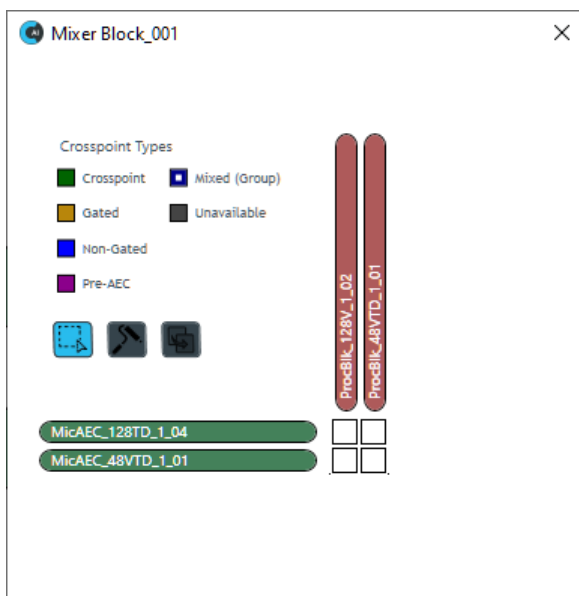 Mixer Block_001
Crosspoint Types
Crosspoint
Mixed (Group)
Gated
Unavailable
Non-Gated
Pre-AEC
ProcBlk_128V_1_02
ProcBlk_48VTD_1_01
MicAEC_128TD_1_04
MicAEC_48VTD_1_01